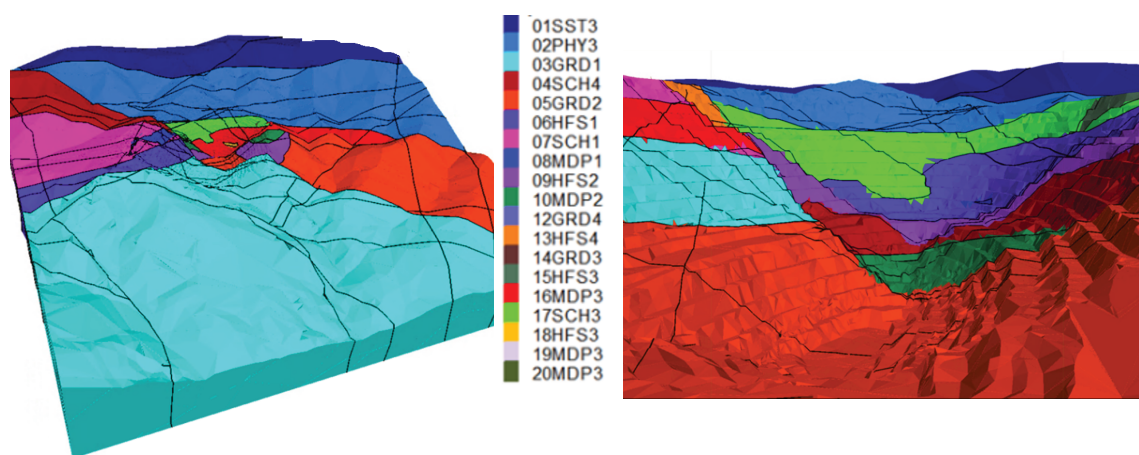 01SST3
02PHY3
03GRD1
04SCH4
05GRD2
06HFS1
07SCH1
08MDP1
09HFS2
10MDP2
12GRD4
13HFS4
14GRD3
15HFS3
16MDP3
17SCH3
18HFS3
19MDP3
20MDP3